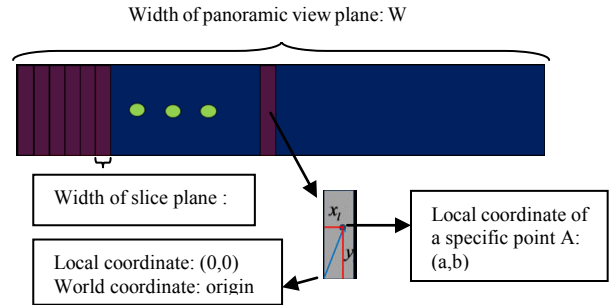 Width of panoramic view plane: W
Width of slice plane :
x_l
y
Local coordinate of
a specific point A:
(a,b)
Local coordinate: (0,0)
World coordinate: origin